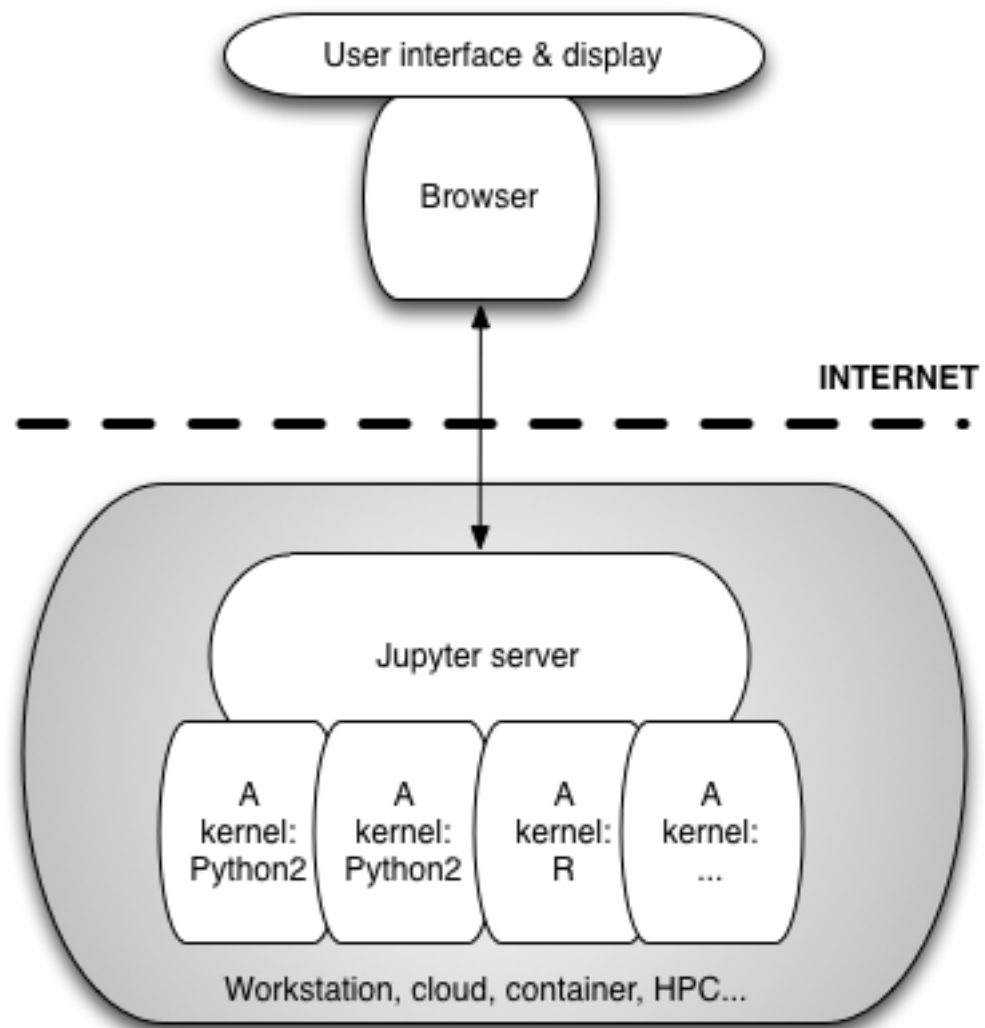 User interface & display
Browser
INTERNET
Jupyter server
A
kernel:
Python2
A
kernel:
Python2
A
kernel:
R
A
kernel:
...
Workstation, cloud, container, HPC...